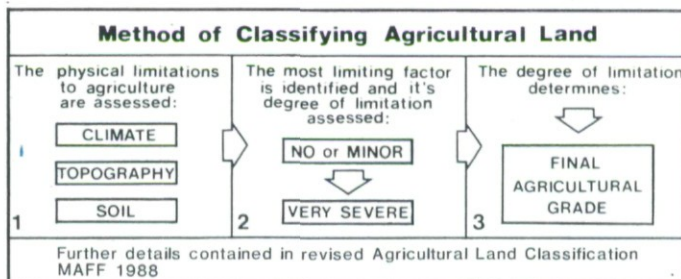 Method of Classifying Agricultural Land
The physical limitations
to agriculture
are assessed:
CLIMATE
TOPOGRAPHY
SOIL
1
The most limiting factor
is identified and it's
degree of limitation
assessed:
NO or MINOR
VERY SEVERE
2
The degree of limitation
determines:
FINAL
AGRICULTURAL
GRADE
3
Further details contained in revised Agricultural Land Classification
MAFF 1988